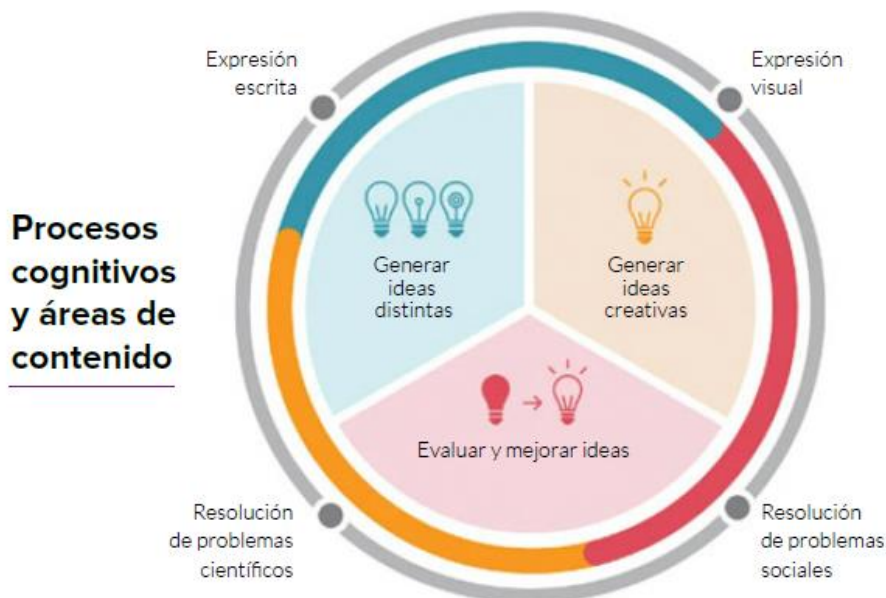 Expresión
escrita
Expresión
visual
Procesos
cognitivos
y áreas de
contenido
Generar
ideas
distintas
Generar
ideas
creativas
Evaluar y mejorar ideas
Resolución
de problemas
científicos
Resolución
de problemas
sociales